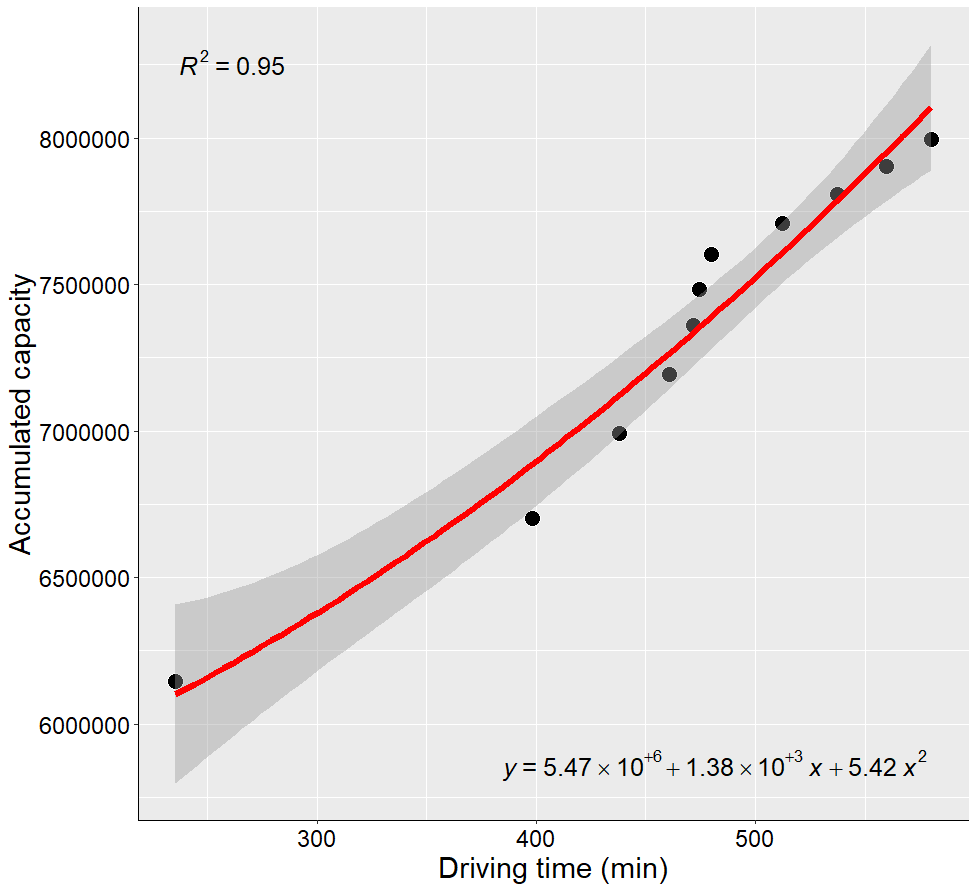 R² = 0.95
8000000
7500000
7000000
6500000
6000000
Accumulated capacity
y = 5.47 × 10⁺⁶ + 1.38 × 10⁺³ x + 5.42 x²
300 400 500
Driving time (min)